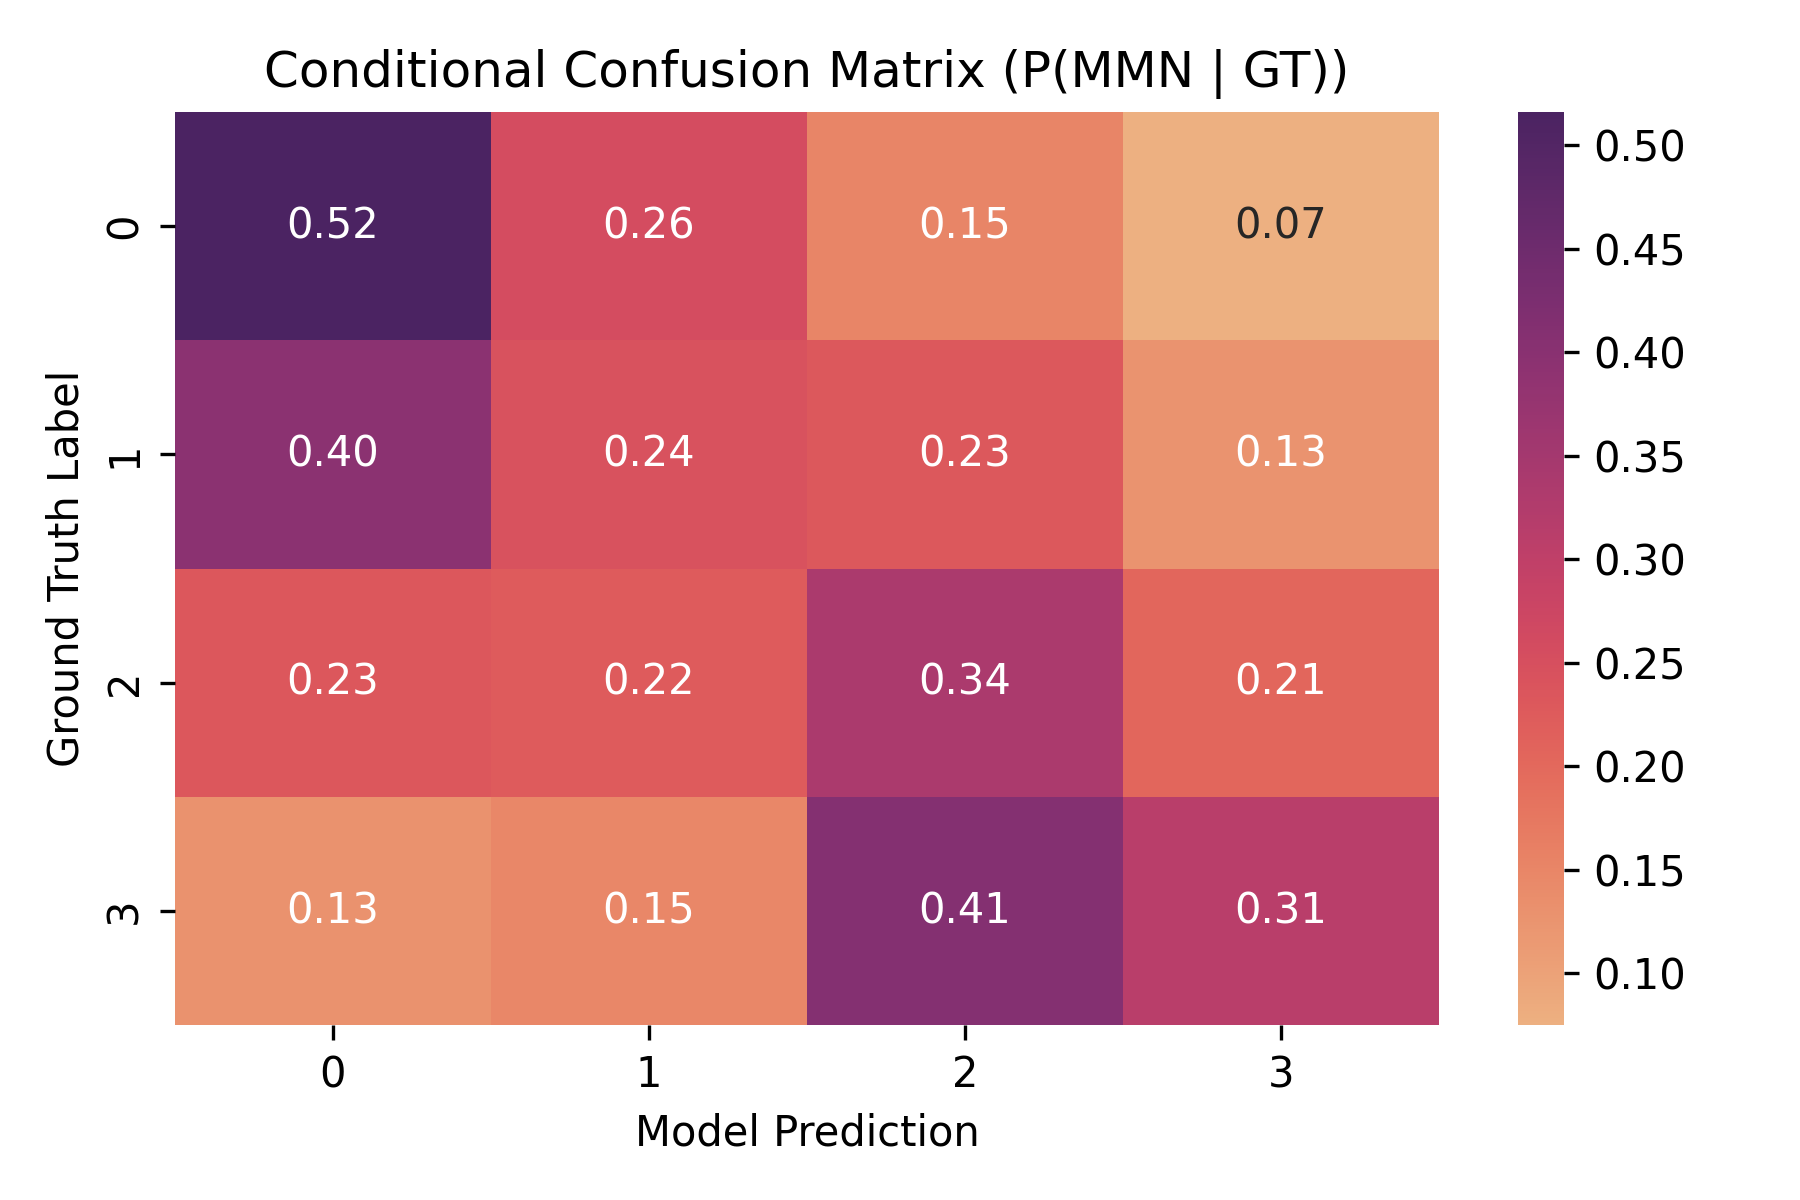 Conditional Confusion Matrix (P(MMN | GT))
Ground Truth Label
0 0.52 0.26 0.15 0.07
1 0.40 0.24 0.23 0.13
2 0.23 0.22 0.34 0.21
3 0.13 0.15 0.41 0.31
0 1 2 3
Model Prediction
0.50
0.45
0.40
0.35
0.30
0.25
0.20
0.15
0.10